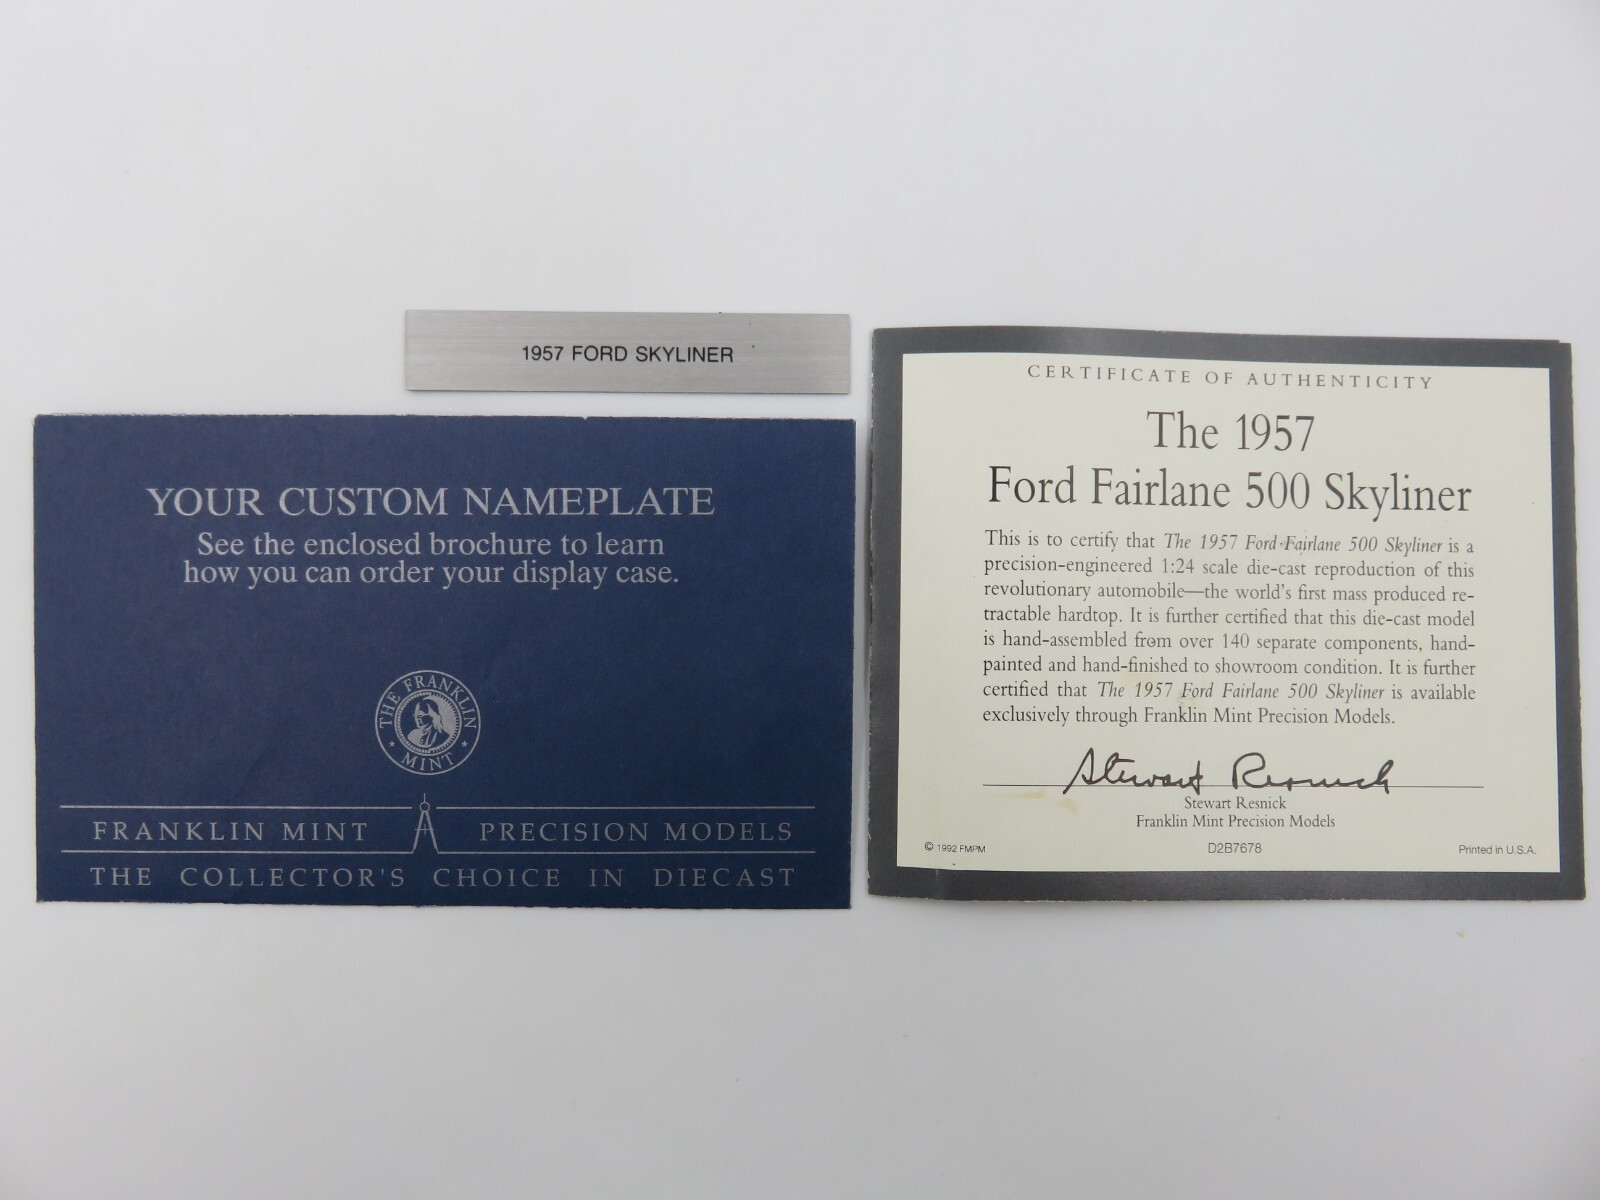 1957 FORD SKYLINER
YOUR CUSTOM NAMEPLATE
See the enclosed brochure to learn
how you can order your display case.
THE FRANKLIN
MINT
FRANKLIN MINT PRECISION MODELS
THE COLLECTOR'S CHOICE IN DIECAST
CERTIFICATE OF AUTHENTICITY
The 1957
Ford Fairlane 500 Skyliner
This is to certify that The 1957 Ford Fairlane 500 Skyliner is a
precision-engineered 1:24 scale die-cast reproduction of this
revolutionary automobile—the world's first mass produced re-
tractable hardtop. It is further certified that this die-cast model
is hand-assembled from over 140 separate components, hand-
painted and hand-finished to showroom condition. It is further
certified that The 1957 Ford Fairlane 500 Skyliner is available
exclusively through Franklin Mint Precision Models.
Stewart Resnick
Stewart Resnick
Franklin Mint Precision Models
© 1992 FMPM D2B7678 Printed in U.S.A.